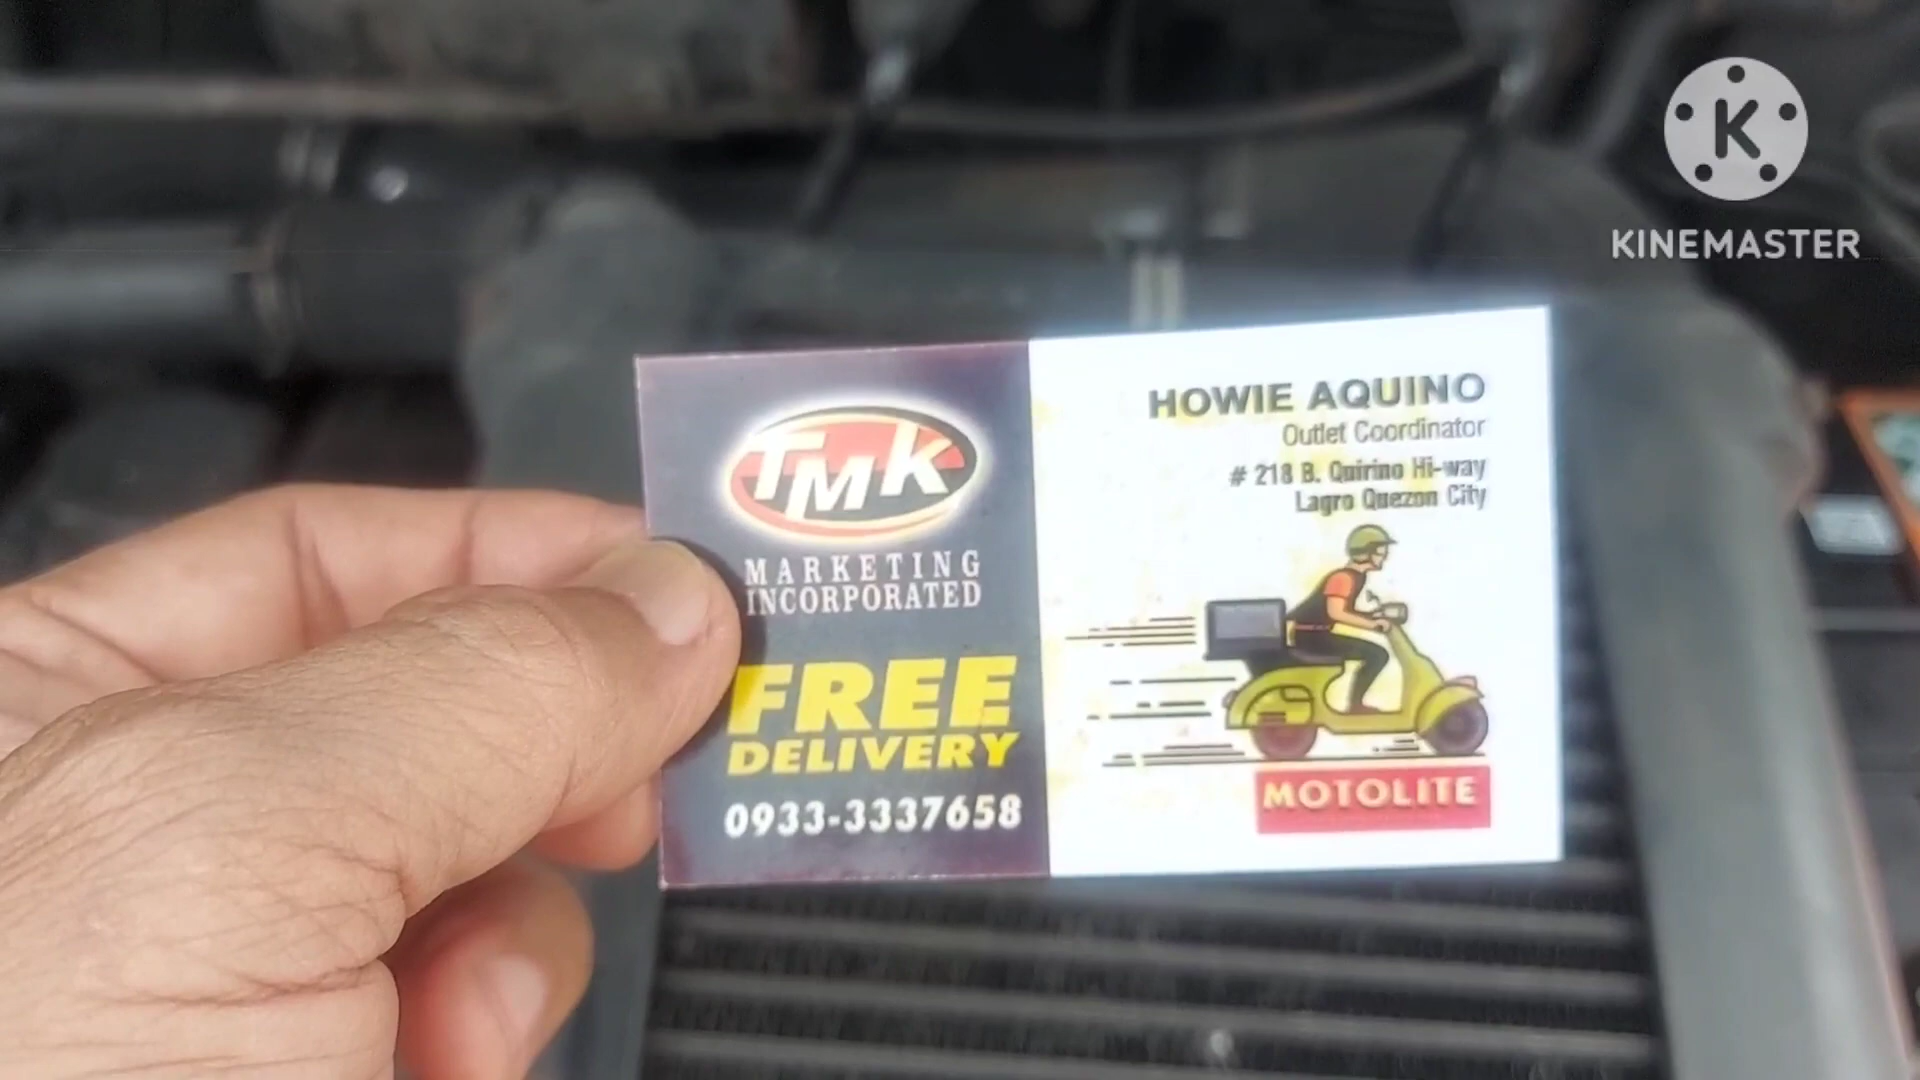 KINEMASTER
TMK
MARKETING
INCORPORATED
FREE
DELIVERY
0933-3337658
HOWIE AQUINO
Outlet Coordinator
# 218 B. Quirino Hi-way
Lagro Quezon City
MOTOLITE